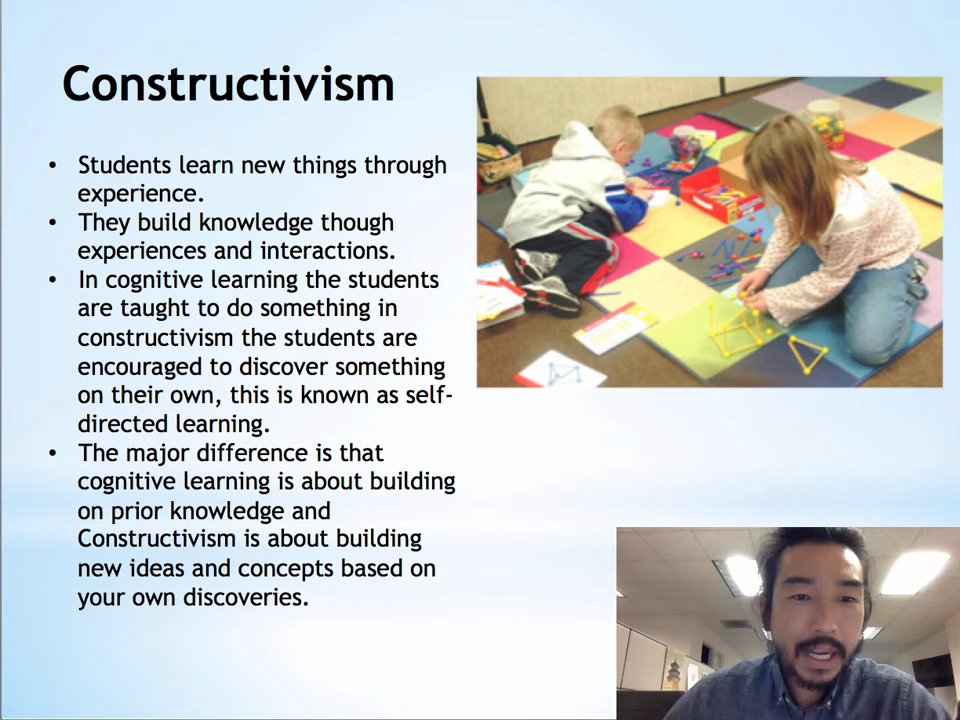 Constructivism
• Students learn new things through
experience.
• They build knowledge though
experiences and interactions.
• In cognitive learning the students
are taught to do something in
constructivism the students are
encouraged to discover something
on their own, this is known as self-
directed learning.
• The major difference is that
cognitive learning is about building
on prior knowledge and
Constructivism is about building
new ideas and concepts based on
your own discoveries.